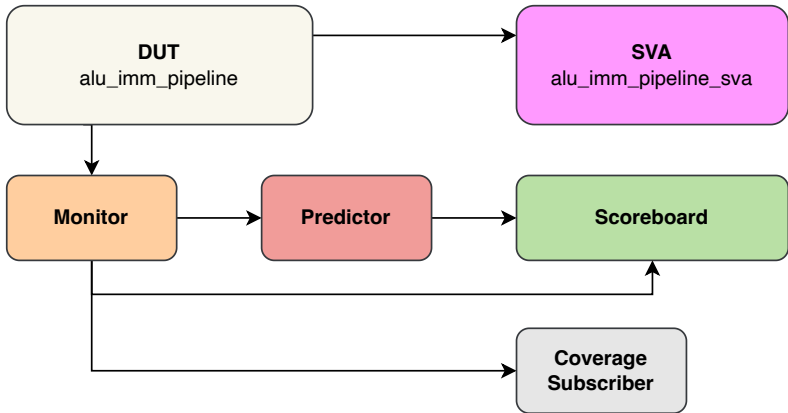 DUT
alu_imm_pipeline
SVA
alu_imm_pipeline_sva
Monitor
Predictor
Scoreboard
Coverage
Subscriber